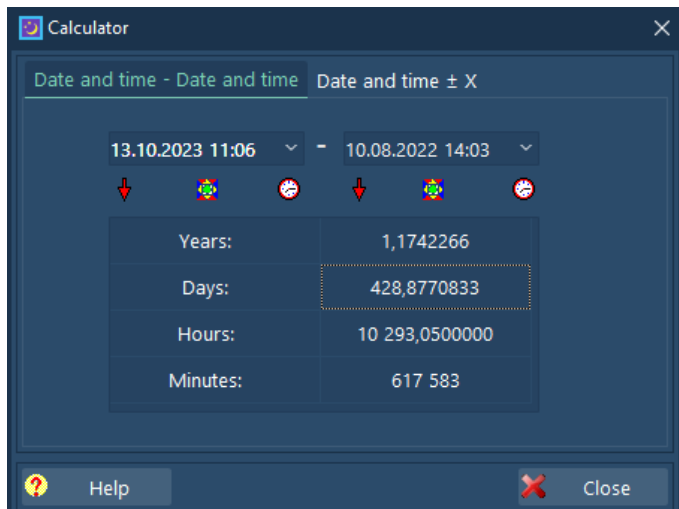 Calculator
Date and time - Date and time Date and time ± X
13.10.2023 11:06 - 10.08.2022 14:03
Years: 1,1742266
Days: 428,8770833
Hours: 10 293,0500000
Minutes: 617 583
? Help Close